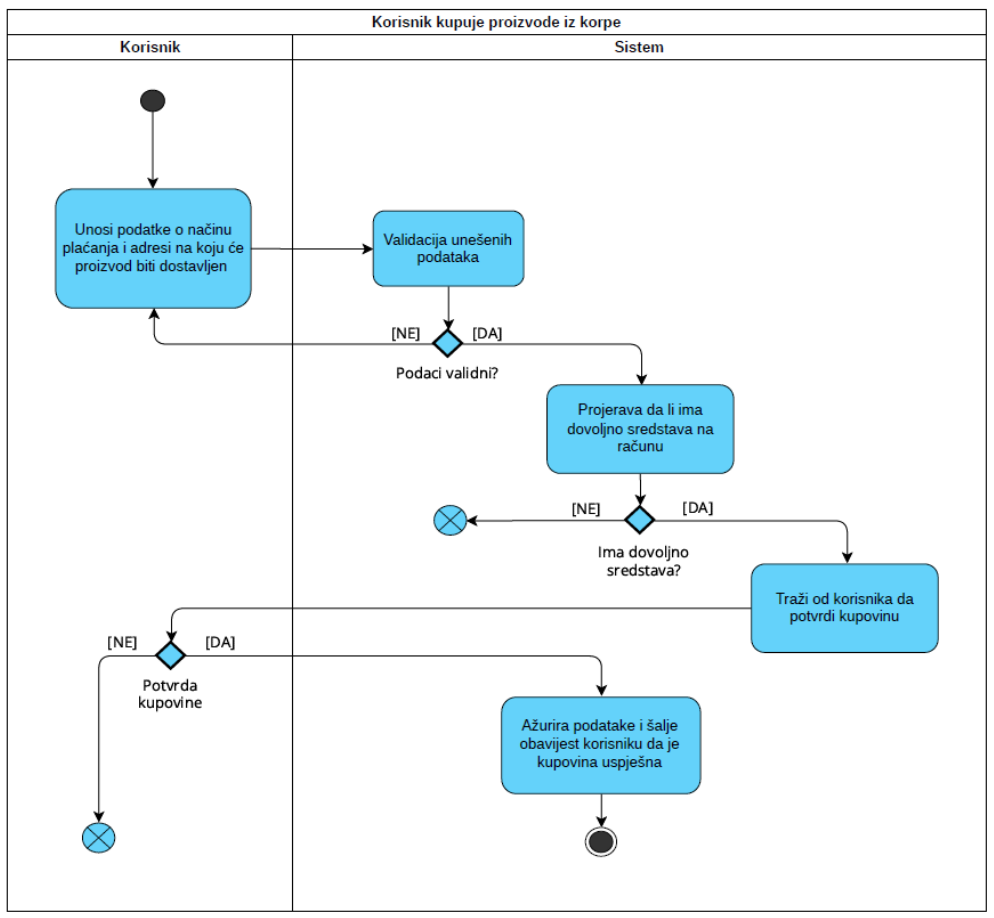 Korisnik kupuje proizvode iz korpe
Korisnik
Sistem
Unosi podatke o načinu
plaćanja i adresi na koju će
proizvod biti dostavljen
Validacija unešenih
podataka
[NE]
[DA]
Podaci validni?
Projerava da li ima
dovoljno sredstava na
računu
[NE]
[DA]
Ima dovoljno
sredstava?
Traži od korisnika da
potvrdi kupovinu
[NE]
[DA]
Potvrda
kupovine
Ažurira podatake i šalje
obavijest korisniku da je
kupovina uspješna